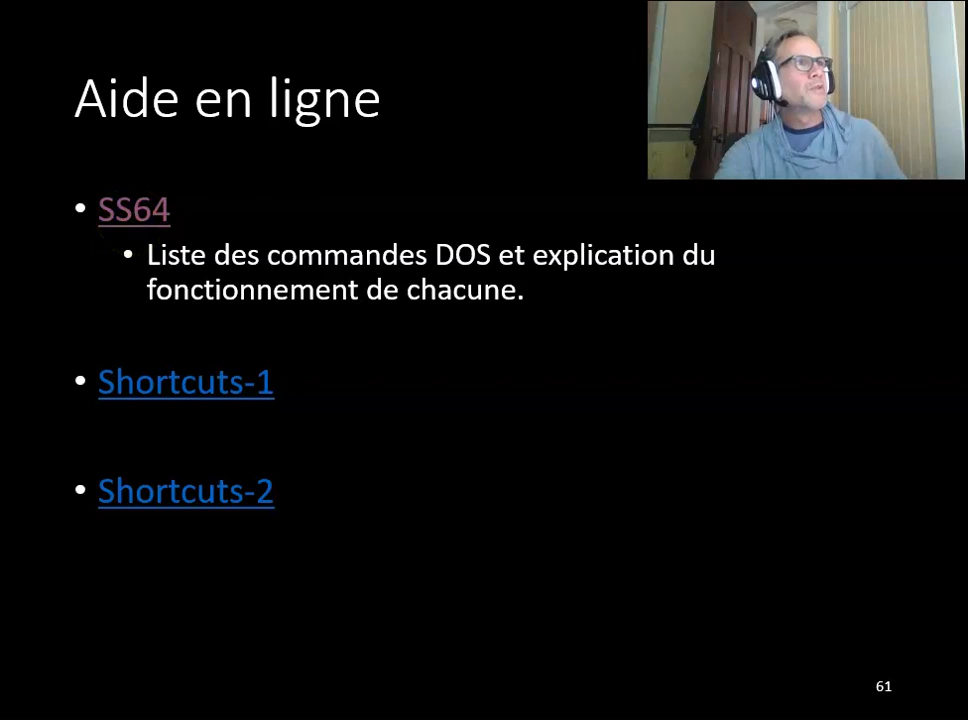 Aide en ligne
• SS64
• Liste des commandes DOS et explication du
fonctionnement de chacune.
• Shortcuts-1
• Shortcuts-2
61